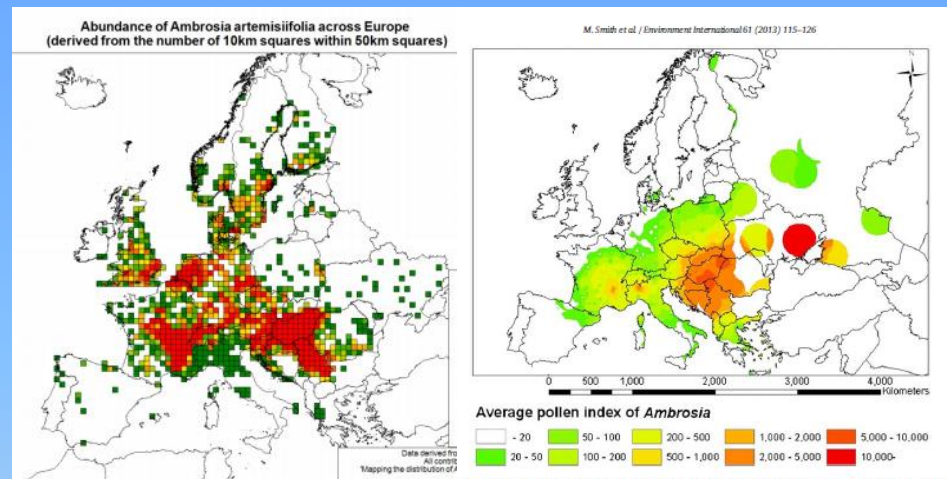 Abundance of Ambrosia artemisiifolia across Europe
(derived from the number of 10km squares within 50km squares)
Data derived fro
All contrib
'Mapping the distribution of A
M. Smith et al / Environment International 61 (2013) 115–126
0 500 1,000 2,000 3,000 4,000
Kilometers
Average pollen index of Ambrosia
- 20 50 - 100 200 - 500 1,000 - 2,000 5,000 - 10,000
20 - 50 100 - 200 500 - 1,000 2,000 - 5,000 10,000-